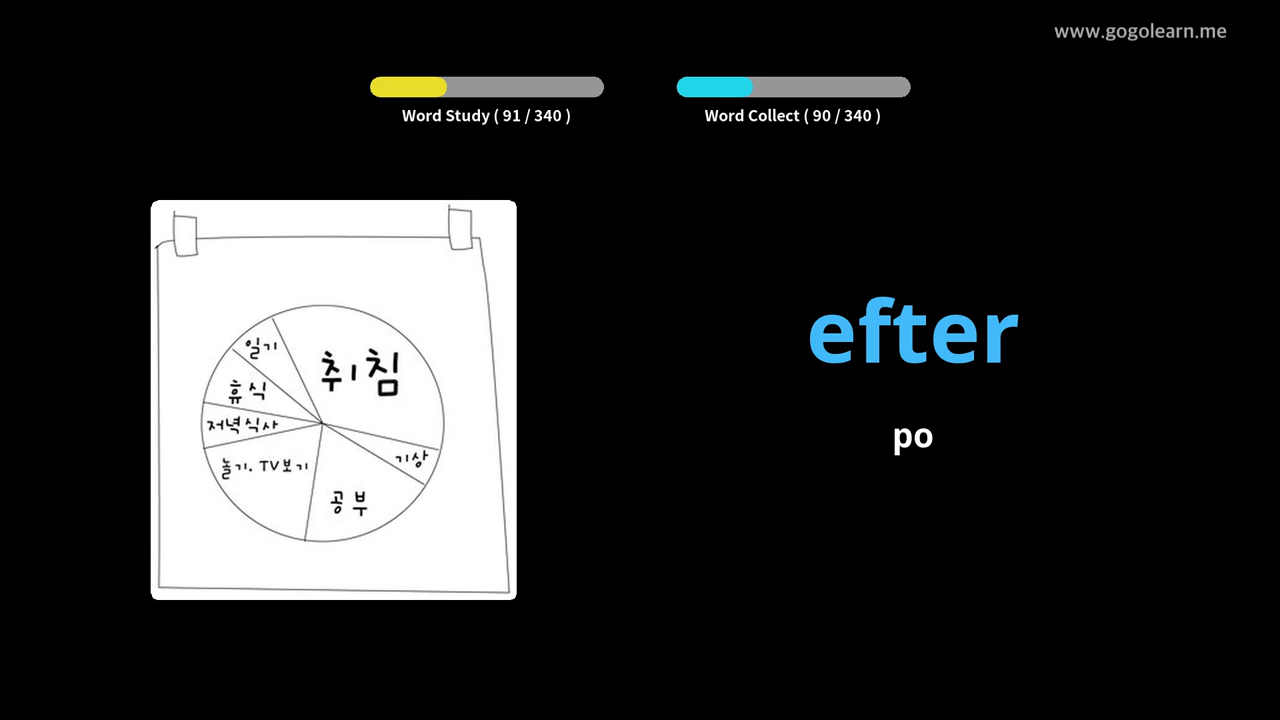 www.gogolearn.me
Word Study ( 91 / 340 )
Word Collect ( 90 / 340 )
일기
취침
휴식
저녁식사
놀기. TV보기
기상
공부
efter
po